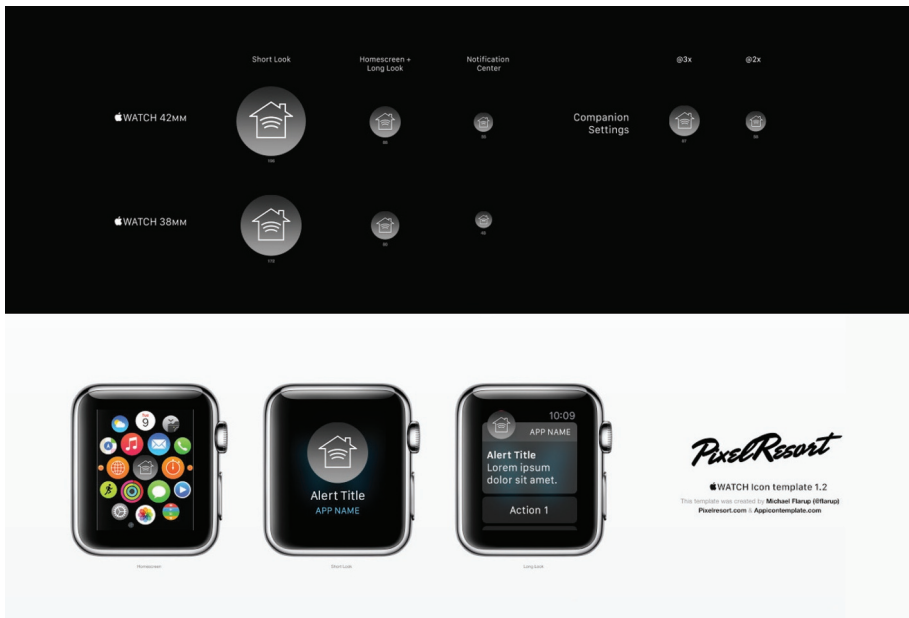 Short Look
Homescreen +
Long Look
Notification
Center
@3x
@2x
WATCH 42MM
Companion
Settings
WATCH 38MM
Tue
9
10:09
APP NAME
Alert Title
Lorem ipsum
dolor sit amet.
Action 1
Alert Title
APP NAME
Homescreen
Short Look
Long Look
PixelResort
WATCH Icon template 1.2
This template was created by Michael Flarup (@flarup)
Pixelresort.com & Appicontemplate.com